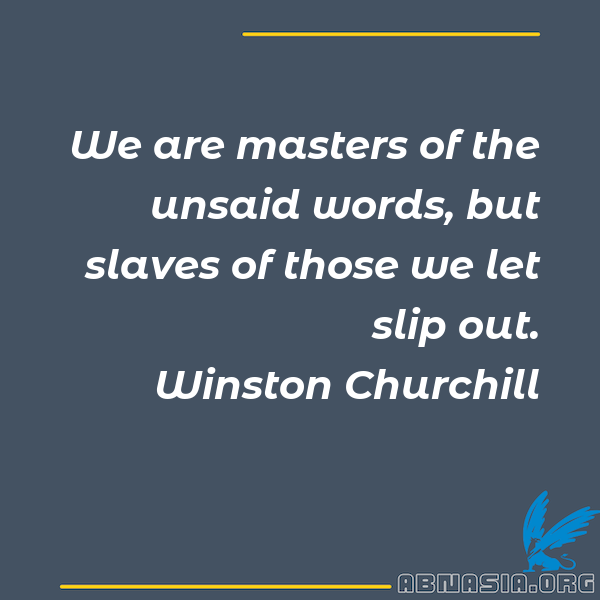 We are masters of the
unsaid words, but
slaves of those we let
slip out.
Winston Churchill
ABNASIA.ORG